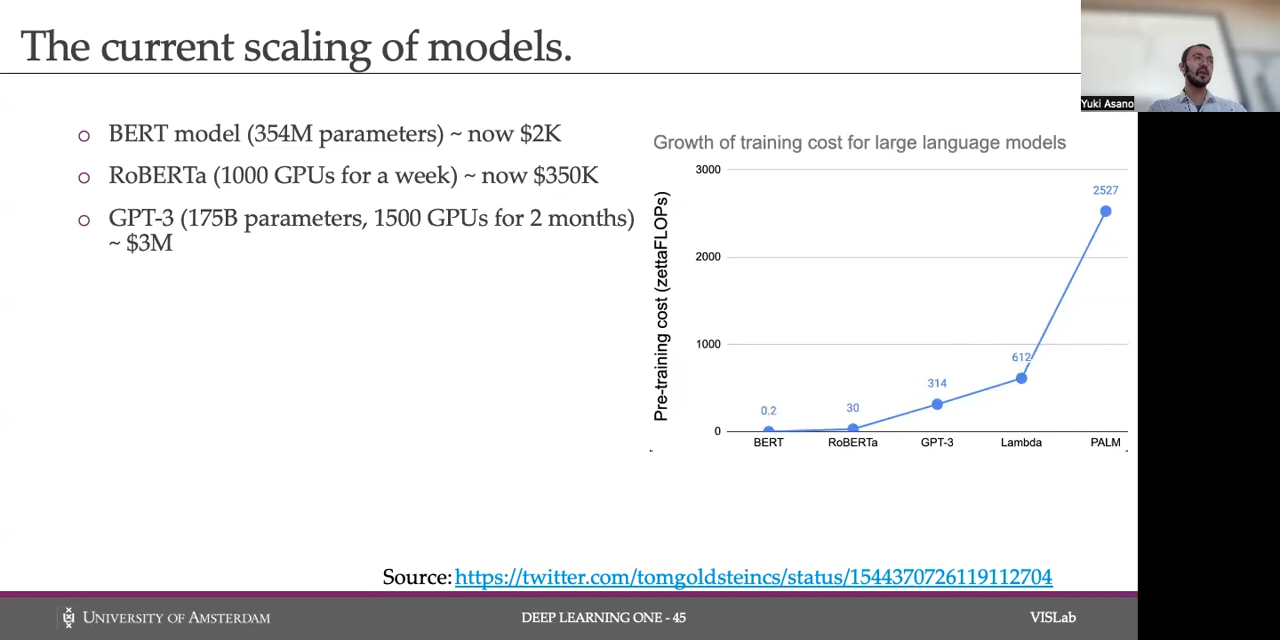 The current scaling of models.
Yuki Asano
BERT model (354M parameters) ~ now $2K
RoBERTa (1000 GPUs for a week) ~ now $350K
GPT-3 (175B parameters, 1500 GPUs for 2 months)
~ $3M
Growth of training cost for large language models
Pre-training cost (zettaFLOPs)
3000
2000
1000
0
0.2
30
314
612
2527
BERT
RoBERTa
GPT-3
Lambda
PALM
Source: https://twitter.com/tomgoldsteincs/status/1544370726119112704
UNIVERSITY OF AMSTERDAM
DEEP LEARNING ONE - 45
VISLab